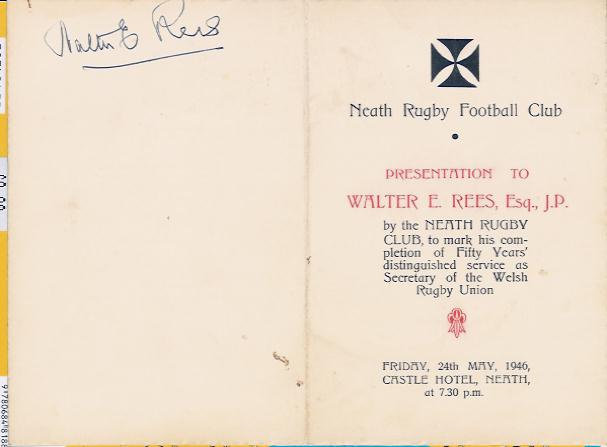 Walter E Rees
Neath Rugby Football Club
PRESENTATION TO
WALTER E. REES, Esq., J.P.
by the NEATH RUGBY
CLUB, to mark his com-
pletion of Fifty Years'
distinguished service as
Secretary of the Welsh
Rugby Union
FRIDAY, 24th MAY, 1946,
CASTLE HOTEL, NEATH,
at 7.30 p.m.